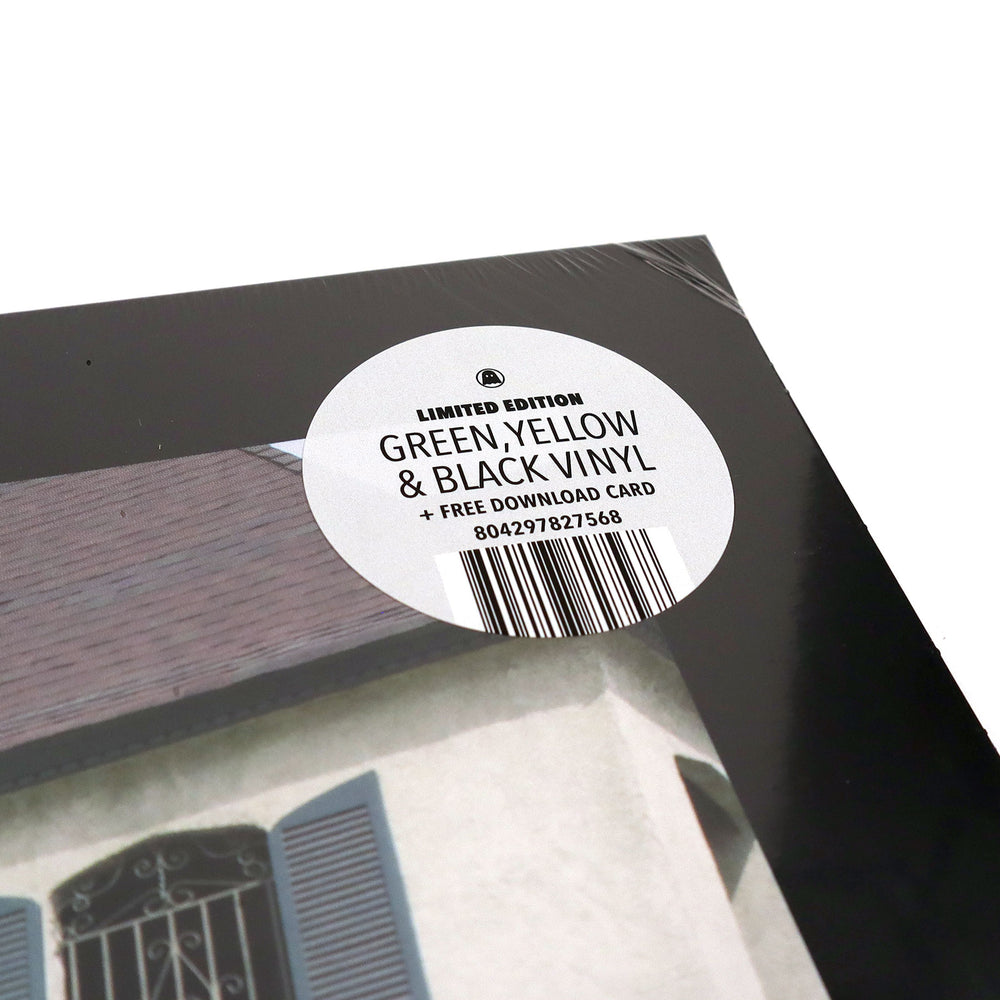 LIMITED EDITION
GREEN, YELLOW
& BLACK VINYL
+ FREE DOWNLOAD CARD
804297827568